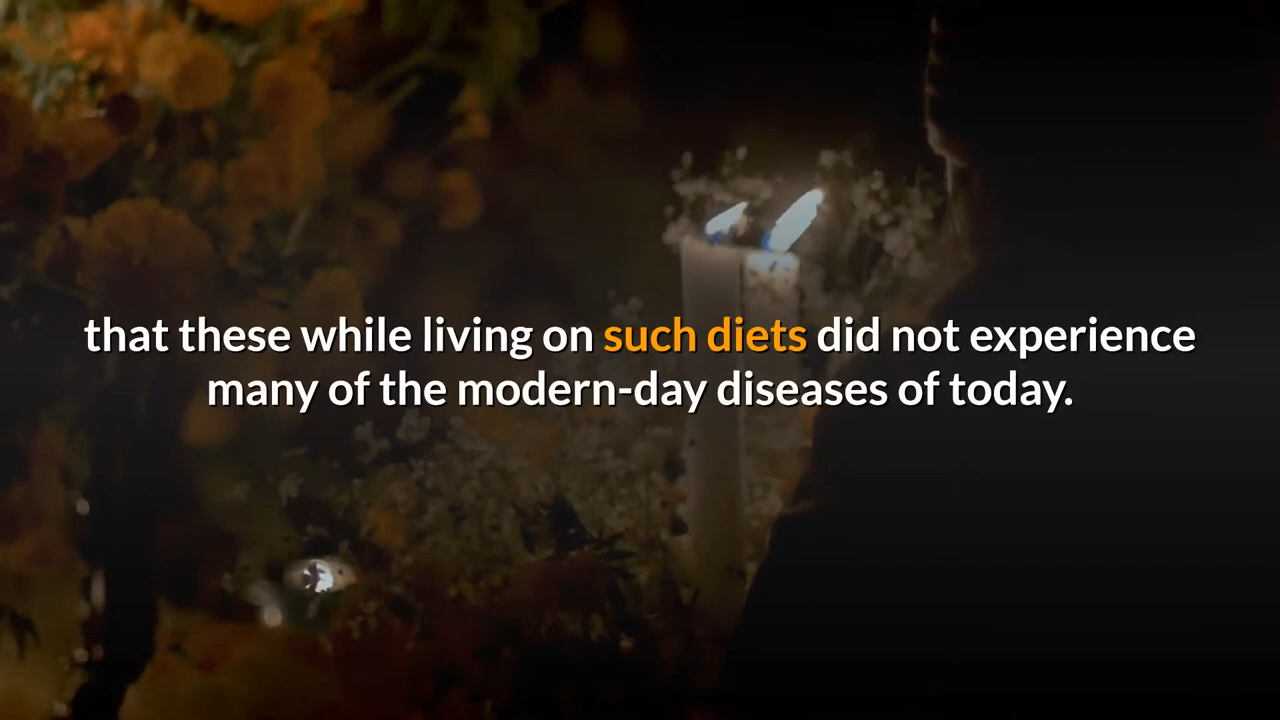 that these while living on such diets did not experience
many of the modern-day diseases of today.